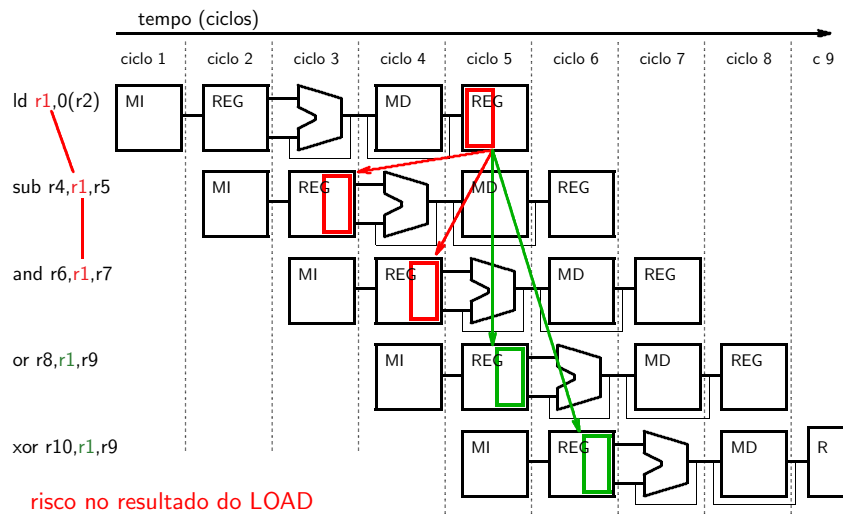 tempo (ciclos)
ciclo 1 ciclo 2 ciclo 3 ciclo 4 ciclo 5 ciclo 6 ciclo 7 ciclo 8 c 9
ld r1,0(r2) MI REG MD REG
sub r4,r1,r5 MI REG MD REG
and r6,r1,r7 MI REG MD REG
or r8,r1,r9 MI REG MD REG
xor r10,r1,r9 MI REG MD R
risco no resultado do LOAD